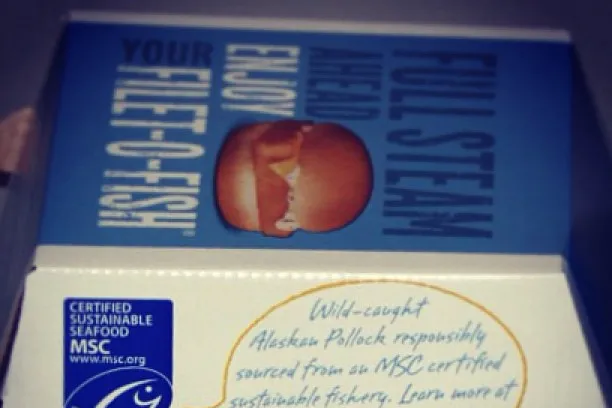 FULL STEAM
AHEAD
ENJOY
YOUR
FILET-O-FISH®
CERTIFIED
SUSTAINABLE
SEAFOOD
MSC
www.msc.org
Wild-caught
Alaskan Pollock responsibly
sourced from an MSC certified
sustainable fishery. Learn more at